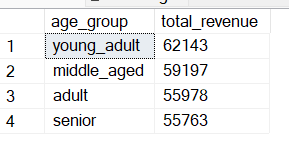 age_group total_revenue
1 young_adult 62143
2 middle_aged 59197
3 adult 55978
4 senior 55763